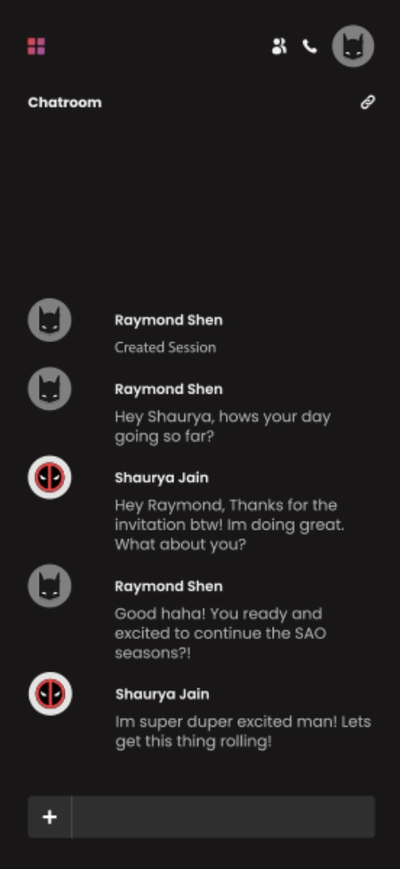 Chatroom
Raymond Shen
Created Session
Raymond Shen
Hey Shaurya, hows your day
going so far?
Shaurya Jain
Hey Raymond, Thanks for the
invitation btw! Im doing great.
What about you?
Raymond Shen
Good haha! You ready and
excited to continue the SAO
seasons?!
Shaurya Jain
Im super duper excited man! Lets
get this thing rolling!